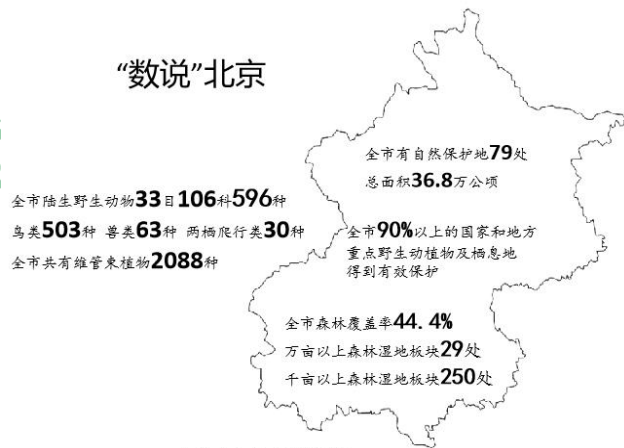 “数说”北京
全市有自然保护地79处
总面积36.8万公顷
全市陆生野生动物33目106科596种
鸟类503种 兽类63种 两栖爬行类30种
全市共有维管束植物2088种
全市90%以上的国家和地方
重点野生动植物及栖息地
得到有效保护
全市森林覆盖率44.4%
万亩以上森林湿地板块29处
千亩以上森林湿地板块250处